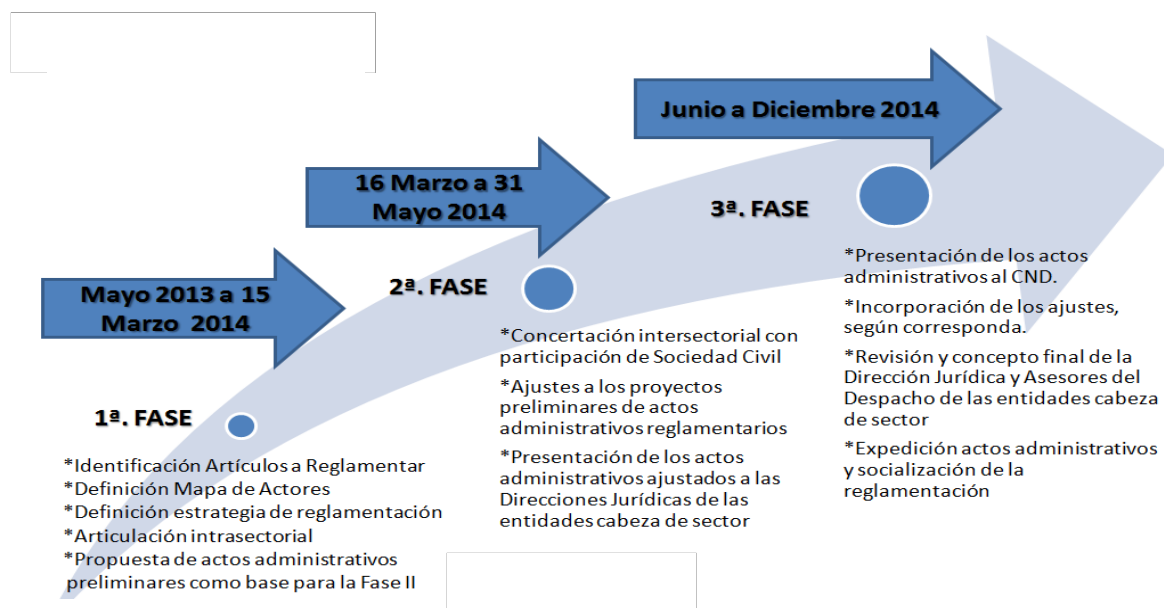 Mayo 2013 a 15
Marzo 2014
1ª. FASE
*Identificación Artículos a Reglamentar
*Definición Mapa de Actores
*Definición estrategia de reglamentación
*Articulación intrasectorial
*Propuesta de actos administrativos
preliminares como base para la Fase II
16 Marzo a 31
Mayo 2014
2ª. FASE
*Concertación intersectorial con
participación de Sociedad Civil
*Ajustes a los proyectos
preliminares de actos
administrativos reglamentarios
*Presentación de los actos
administrativos ajustados a las
Direcciones Jurídicas de las
entidades cabeza de sector
Junio a Diciembre 2014
3ª. FASE
*Presentación de los actos
administrativos al CND.
*Incorporación de los ajustes,
según corresponda.
*Revisión y concepto final de la
Dirección Jurídica y Asesores del
Despacho de las entidades cabeza
de sector
*Expedición actos administrativos
y socialización de la
reglamentación